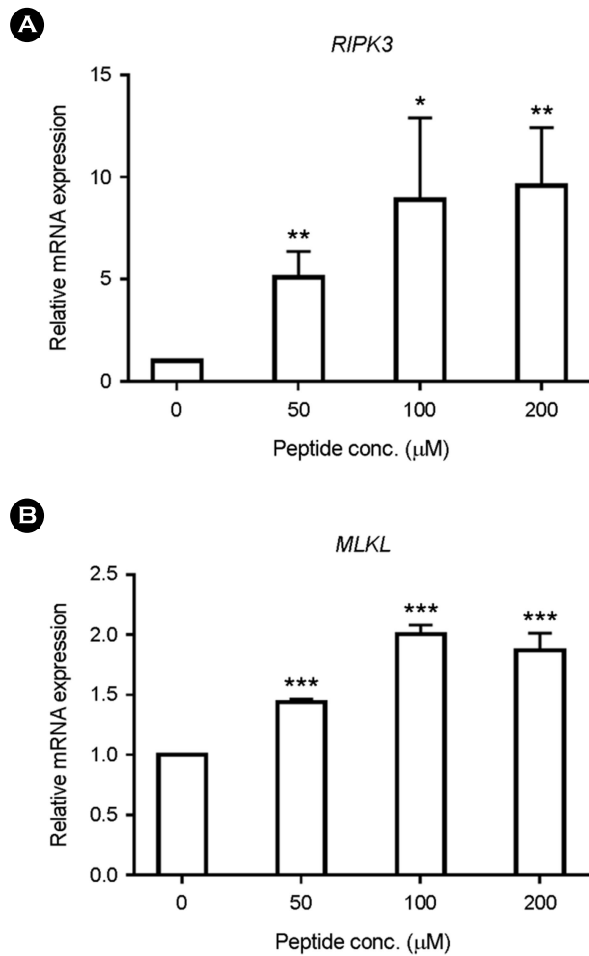 A
RIPK3
Relative mRNA expression
15
10
5
0
**
*
**
0 50 100 200
Peptide conc. (μM)
B
MLKL
Relative mRNA expression
2.5
2.0
1.5
1.0
0.5
0.0
***
***
***
0 50 100 200
Peptide conc. (μM)